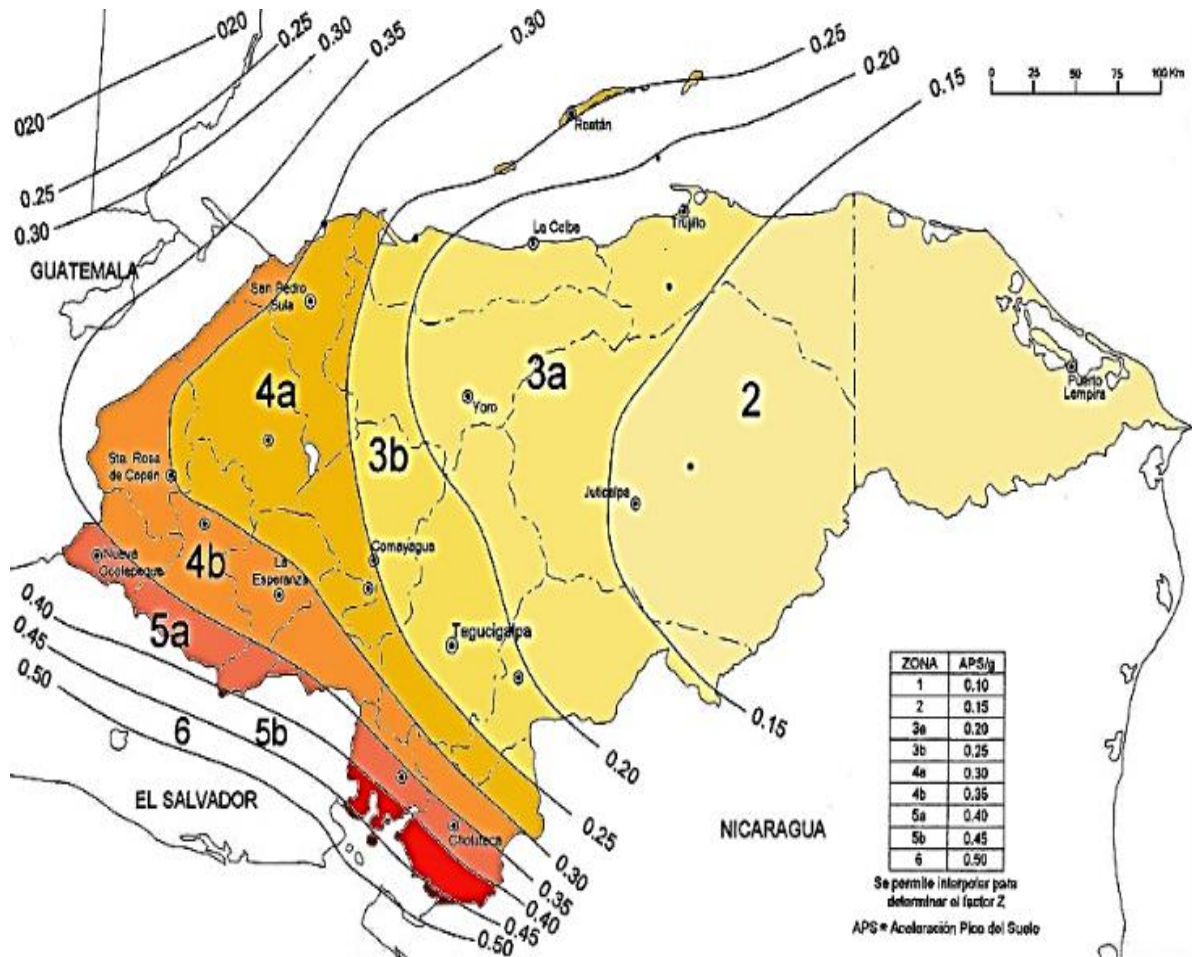 020
0.25
0.30
0.35
0.30
0.25
0.20
0.15
0 25 50 75 100 Km
020
0.25
0.30
Roatán
GUATEMALA
La Ceiba
Trujillo
San Pedro
Sula
4a
3a
2
Yoro
Puerto
Lempira
3b
Sta. Rosa
de Copán
Juticalpa
Nueva
Ocotepeque
4b
La
Esperanza
Comayagua
0.40
0.45
0.50
5a
Tegucigalpa
6
5b
0.15
0.20
EL SALVADOR
NICARAGUA
Choluteca
0.25
0.30
0.35
0.40
0.45
0.50
ZONA APS/g
1 0.10
2 0.15
3a 0.20
3b 0.25
4a 0.30
4b 0.35
5a 0.40
5b 0.45
6 0.50
Se permite interpolar para
determinar el factor Z
APS = Aceleración Pico del Suelo